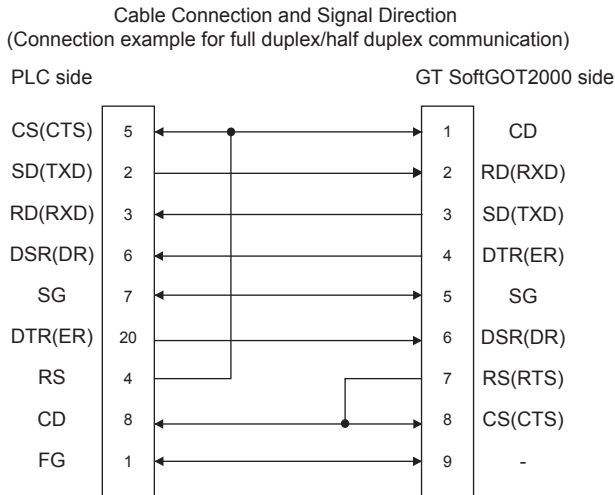 Cable Connection and Signal Direction
(Connection example for full duplex/half duplex communication)
PLC side GT SoftGOT2000 side
CS(CTS) 5 1 CD
SD(TXD) 2 2 RD(RXD)
RD(RXD) 3 3 SD(TXD)
DSR(DR) 6 4 DTR(ER)
SG 7 5 SG
DTR(ER) 20 6 DSR(DR)
RS 4 7 RS(RTS)
CD 8 8 CS(CTS)
FG 1 9 -